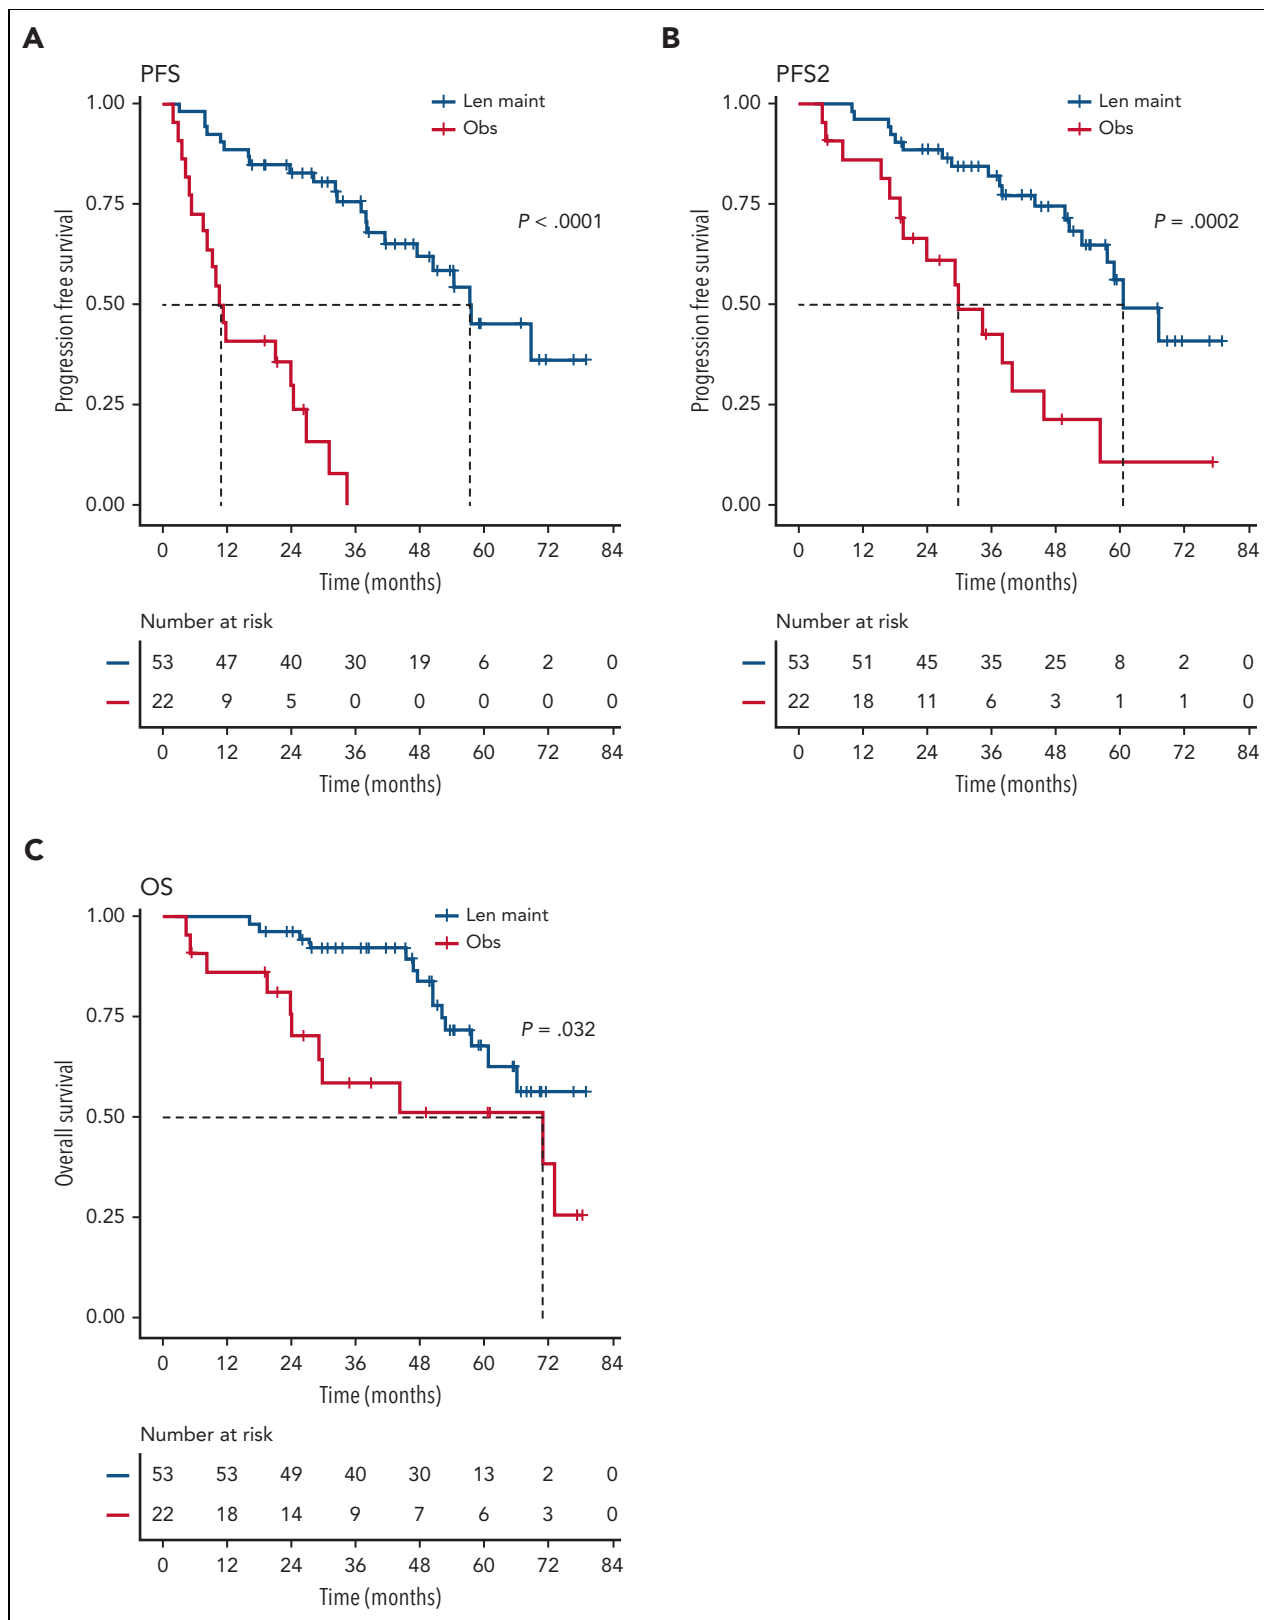 A
PFS
Len maint
Obs
1.00
0.75
0.50
0.25
0.00
Progression free survival
P < .0001
0 12 24 36 48 60 72 84
Time (months)
Number at risk
53 47 40 30 19 6 2 0
22 9 5 0 0 0 0 0
0 12 24 36 48 60 72 84
Time (months)
B
PFS2
Len maint
Obs
1.00
0.75
0.50
0.25
0.00
Progression free survival
P = .0002
0 12 24 36 48 60 72 84
Time (months)
Number at risk
53 51 45 35 25 8 2 0
22 18 11 6 3 1 1 0
0 12 24 36 48 60 72 84
Time (months)
C
OS
Len maint
Obs
1.00
0.75
0.50
0.25
0.00
Overall survival
P = .032
0 12 24 36 48 60 72 84
Time (months)
Number at risk
53 53 49 40 30 13 2 0
22 18 14 9 7 6 3 0
0 12 24 36 48 60 72 84
Time (months)